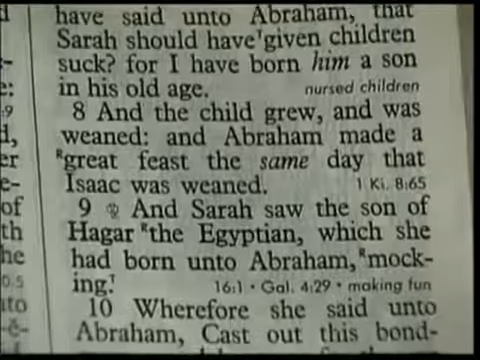 have said unto Abraham, that
Sarah should have ᵀgiven children
suck? for I have born him a son
in his old age. nursed children
8 And the child grew, and was
weaned: and Abraham made a
ᴿgreat feast the same day that
Isaac was weaned. 1 Ki. 8:65
9 And Sarah saw the son of
Hagar ᴿthe Egyptian, which she
had born unto Abraham, ᴿmock-
ing.ᵀ 16:1 · Gal. 4:29 · making fun
10 Wherefore she said unto
Abraham, Cast out this bond-